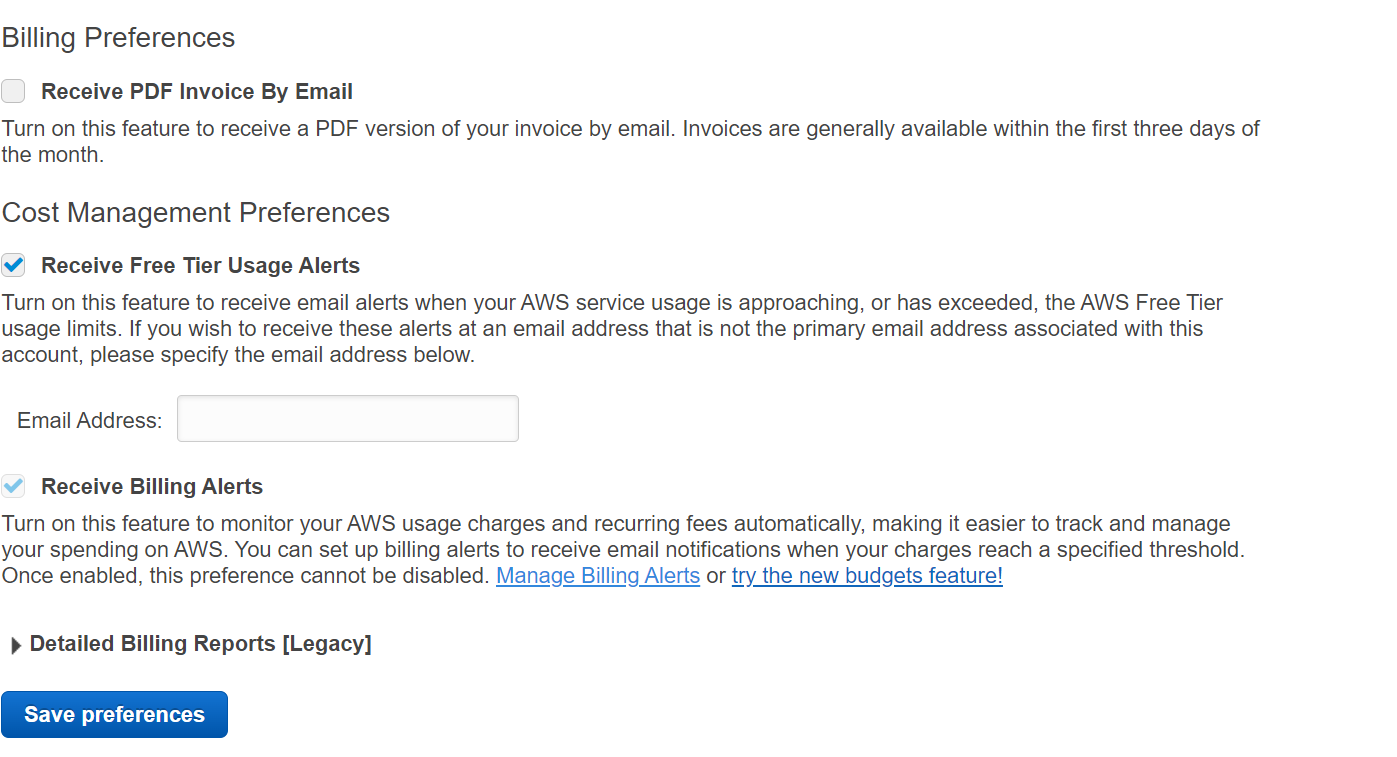 Billing Preferences
Receive PDF Invoice By Email
Turn on this feature to receive a PDF version of your invoice by email. Invoices are generally available within the first three days of
the month.
Cost Management Preferences
Receive Free Tier Usage Alerts
Turn on this feature to receive email alerts when your AWS service usage is approaching, or has exceeded, the AWS Free Tier
usage limits. If you wish to receive these alerts at an email address that is not the primary email address associated with this
account, please specify the email address below.
Email Address:
Receive Billing Alerts
Turn on this feature to monitor your AWS usage charges and recurring fees automatically, making it easier to track and manage
your spending on AWS. You can set up billing alerts to receive email notifications when your charges reach a specified threshold.
Once enabled, this preference cannot be disabled. Manage Billing Alerts or try the new budgets feature!
Detailed Billing Reports [Legacy]
Save preferences